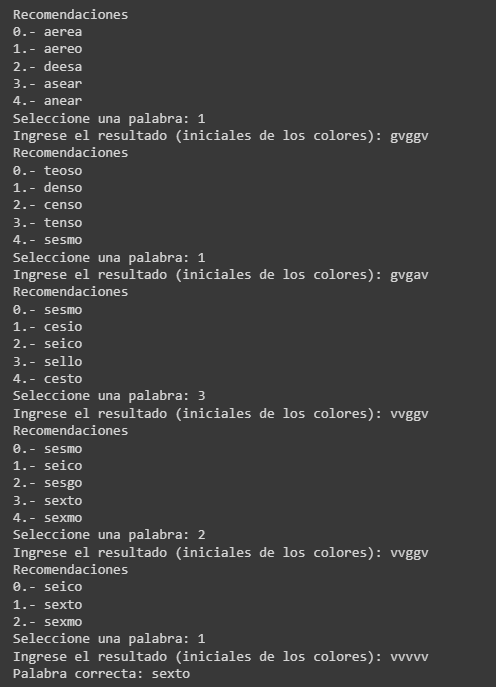 Recomendaciones
0.- aerea
1.- aereo
2.- deesa
3.- asear
4.- anear
Seleccione una palabra: 1
Ingrese el resultado (iniciales de los colores): gvggv
Recomendaciones
0.- teoso
1.- denso
2.- censo
3.- tenso
4.- sesmo
Seleccione una palabra: 1
Ingrese el resultado (iniciales de los colores): gvgav
Recomendaciones
0.- sesmo
1.- cesio
2.- seico
3.- sello
4.- cesto
Seleccione una palabra: 3
Ingrese el resultado (iniciales de los colores): vvggv
Recomendaciones
0.- sesmo
1.- seico
2.- sesgo
3.- sexto
4.- sexmo
Seleccione una palabra: 2
Ingrese el resultado (iniciales de los colores): vvggv
Recomendaciones
0.- seico
1.- sexto
2.- sexmo
Seleccione una palabra: 1
Ingrese el resultado (iniciales de los colores): vvvvv
Palabra correcta: sexto